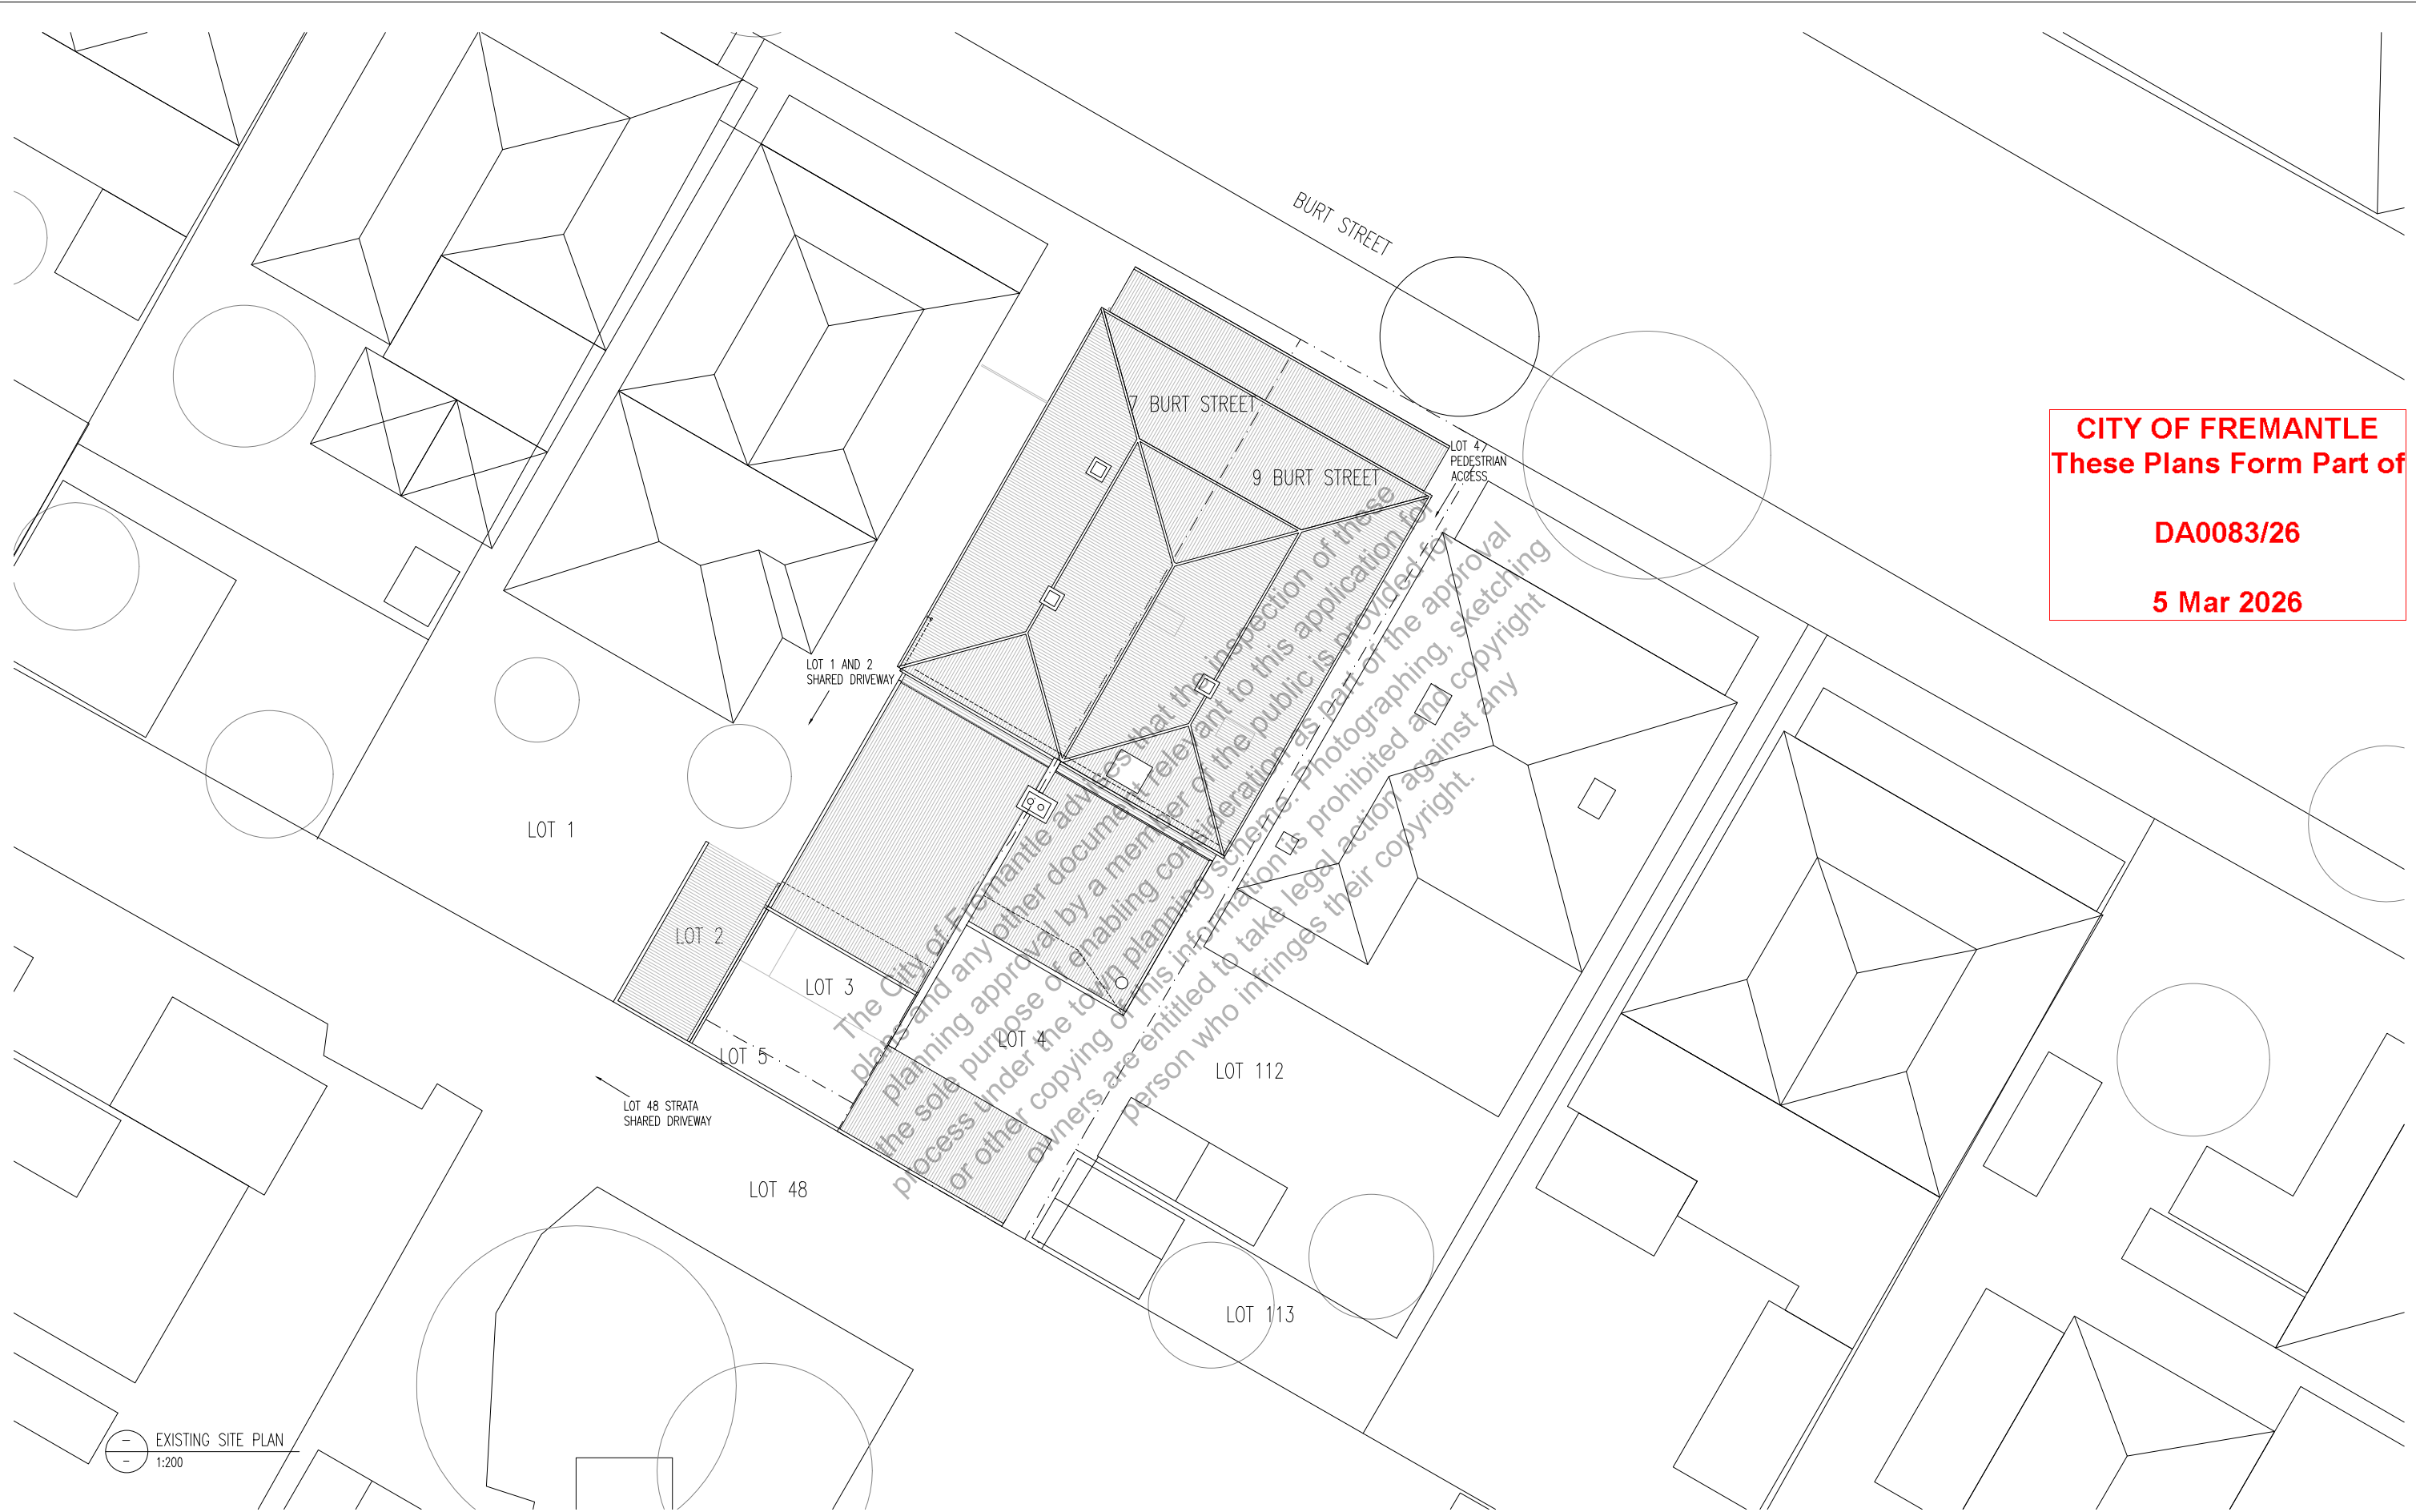 BURT STREET
CITY OF FREMANTLE
These Plans Form Part of
DA0083/26
5 Mar 2026
7 BURT STREET
9 BURT STREET
LOT 4
PEDESTRIAN
ACCESS
LOT 1 AND 2
SHARED DRIVEWAY
LOT 1
LOT 2
LOT 3
LOT 4
LOT 5
LOT 112
LOT 48 STRATA
SHARED DRIVEWAY
LOT 48
LOT 113
The City of Fremantle advises that the inspection of these
plans and any other document relevant to this application for
planning approval by a member of the public is provided for
the sole purpose of enabling consideration as part of the approval
process under the town planning scheme. Photographing, sketching
or other copying of this information is prohibited and copyright
owners are entitled to take legal action against any
person who infringes their copyright.
EXISTING SITE PLAN
1:200